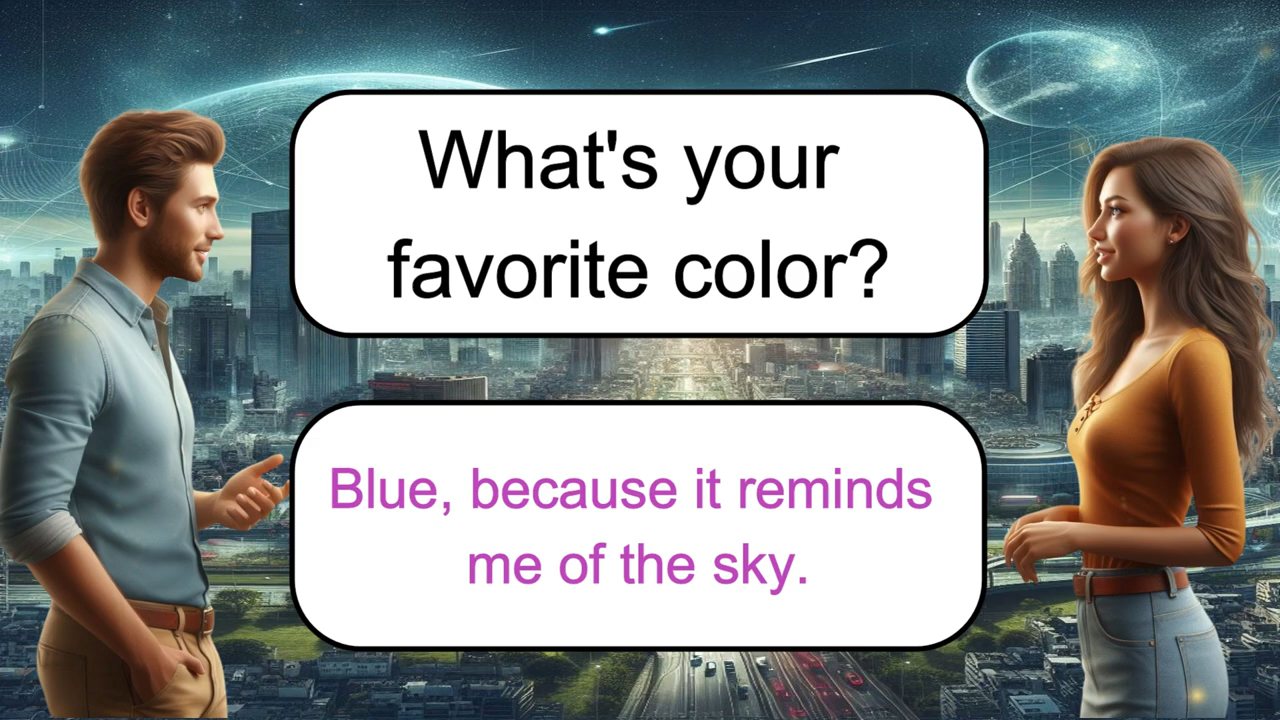 What's your
favorite color?
Blue, because it reminds
me of the sky.